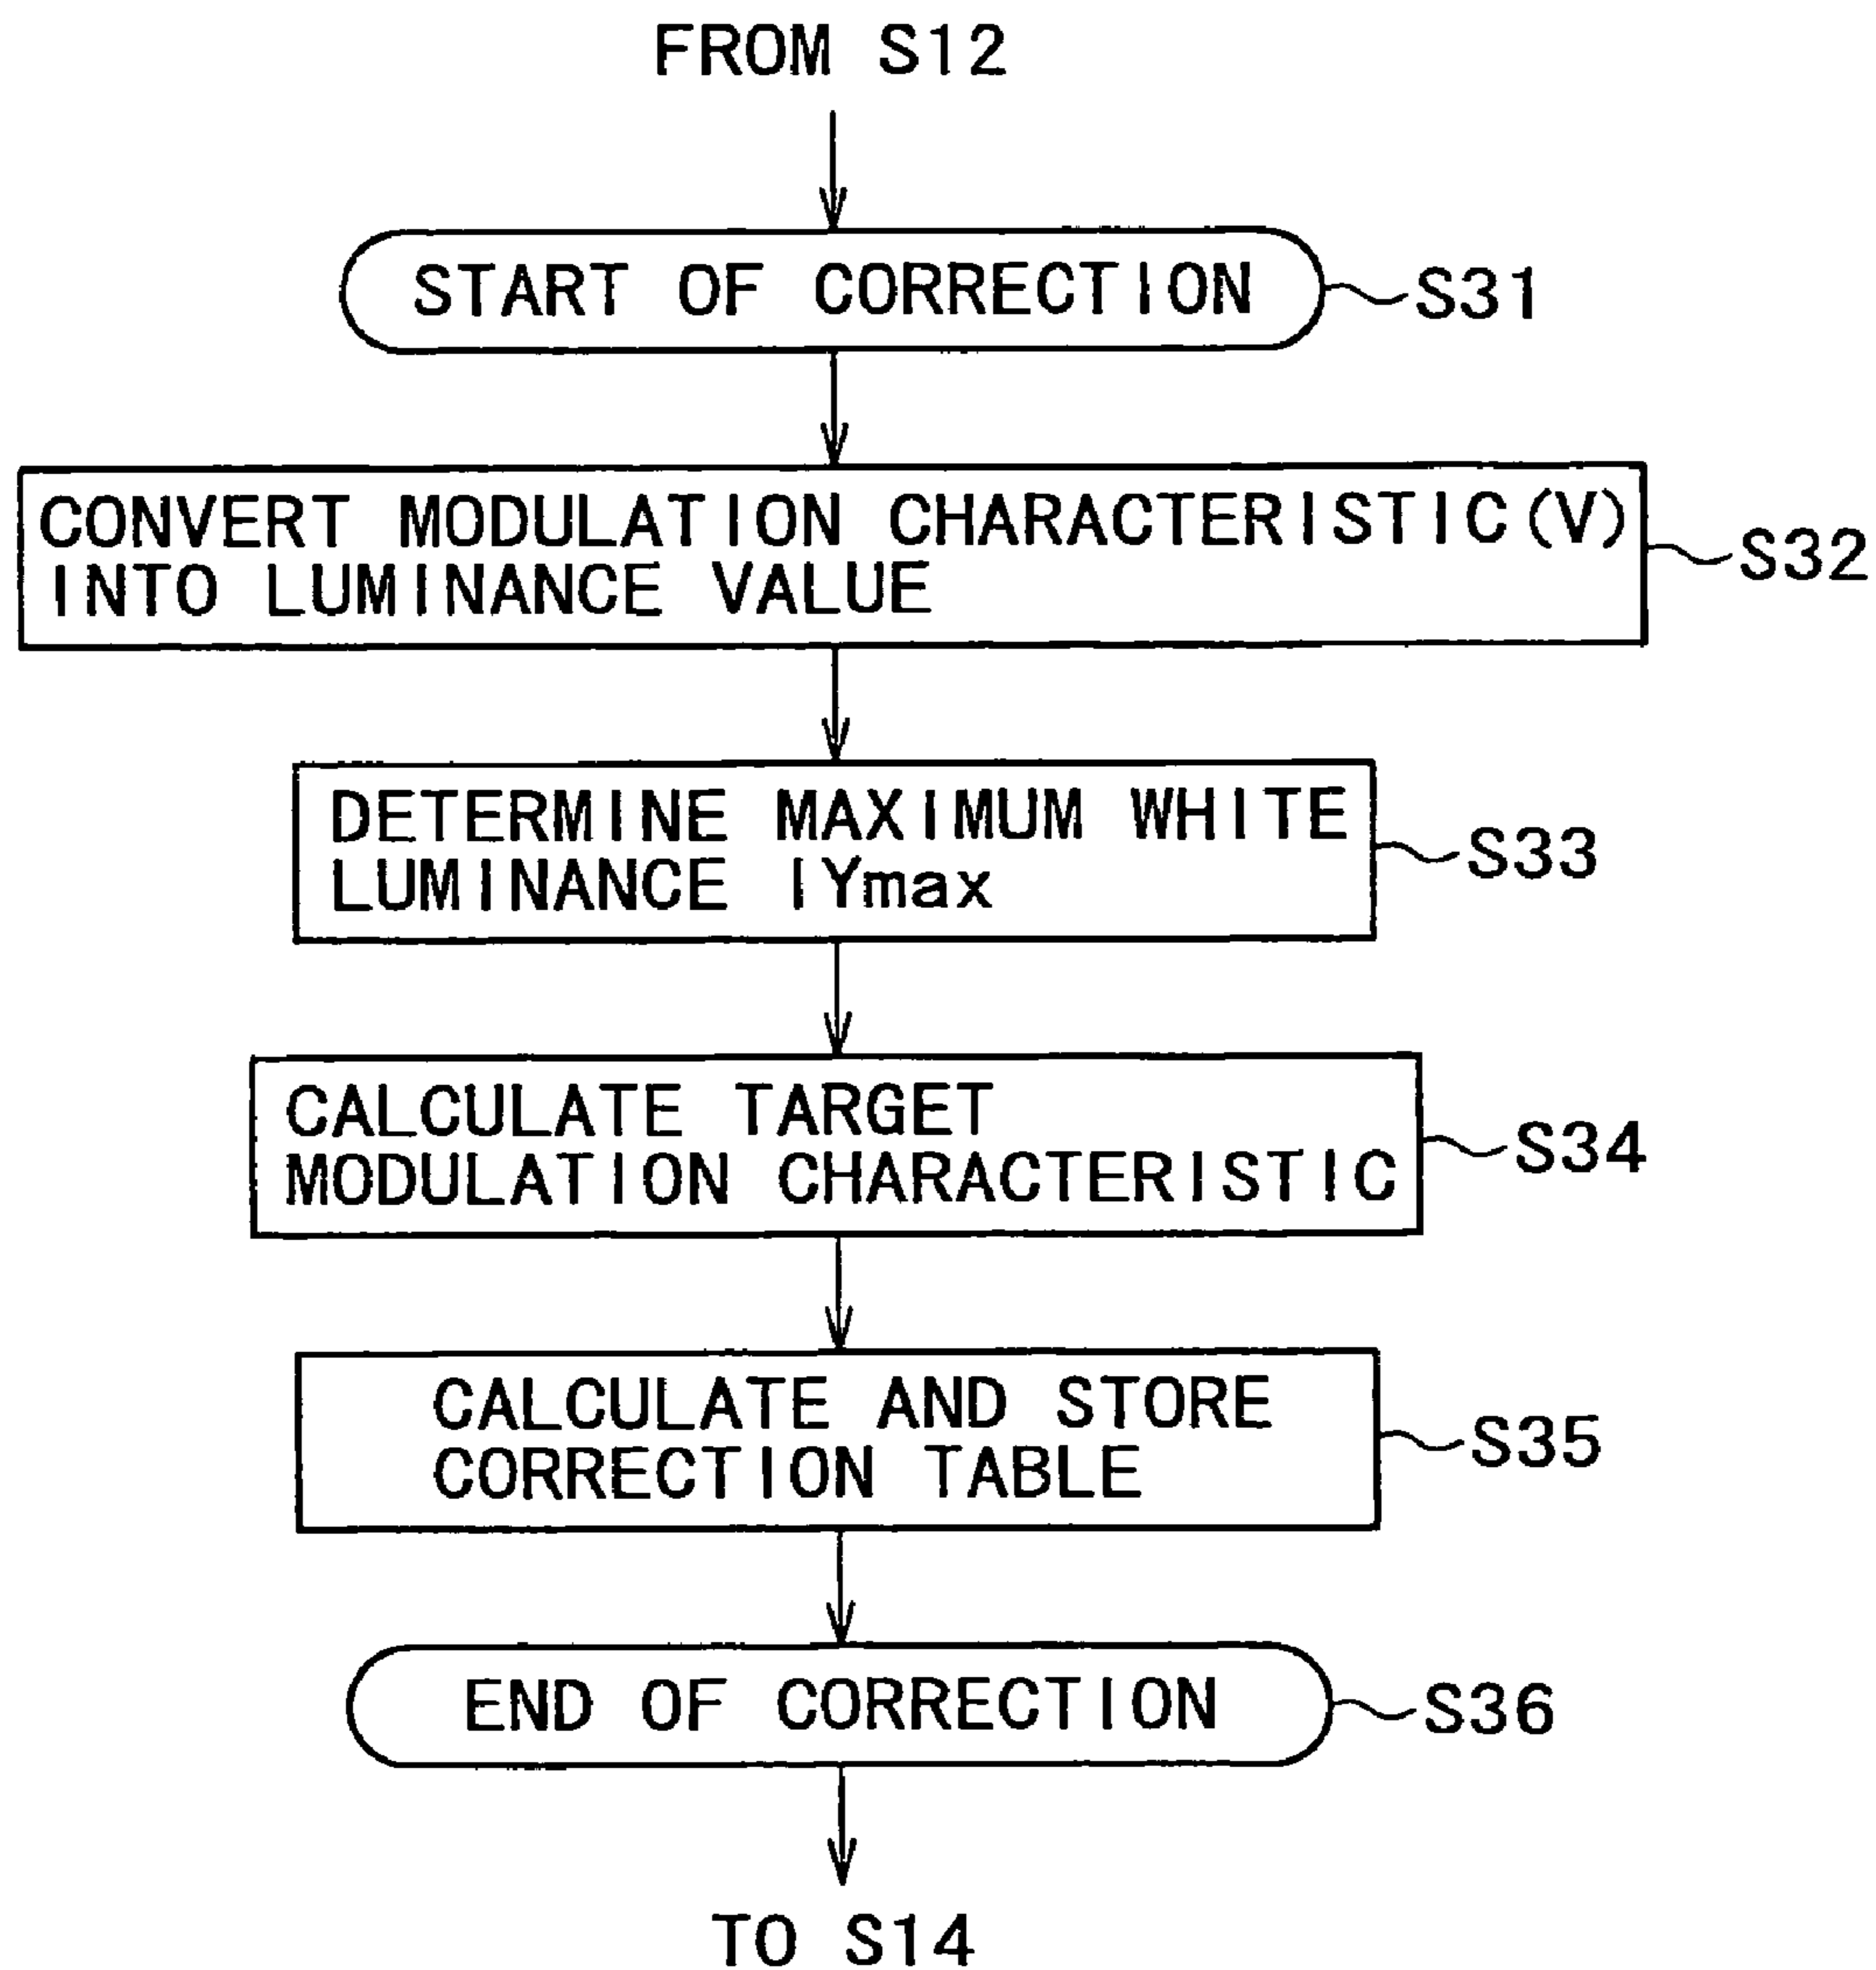 FROM S12
START OF CORRECTION
S31
CONVERT MODULATION CHARACTERISTIC(V)
INTO LUMINANCE VALUE
S32
DETERMINE MAXIMUM WHITE
LUMINANCE IYmax
S33
CALCULATE TARGET
MODULATION CHARACTERISTIC
S34
CALCULATE AND STORE
CORRECTION TABLE
S35
END OF CORRECTION
S36
TO S14